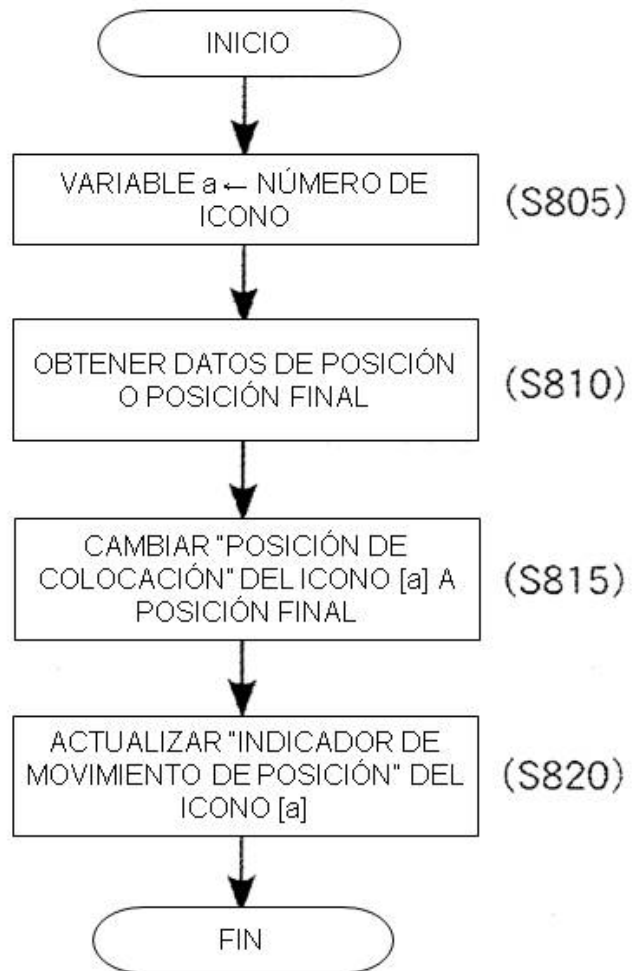 INICIO
VARIABLE a ← NÚMERO DE
ICONO
(S805)
OBTENER DATOS DE POSICIÓN
O POSICIÓN FINAL
(S810)
CAMBIAR "POSICIÓN DE
COLOCACIÓN" DEL ICONO [a] A
POSICIÓN FINAL
(S815)
ACTUALIZAR "INDICADOR DE
MOVIMIENTO DE POSICIÓN" DEL
ICONO [a]
(S820)
FIN